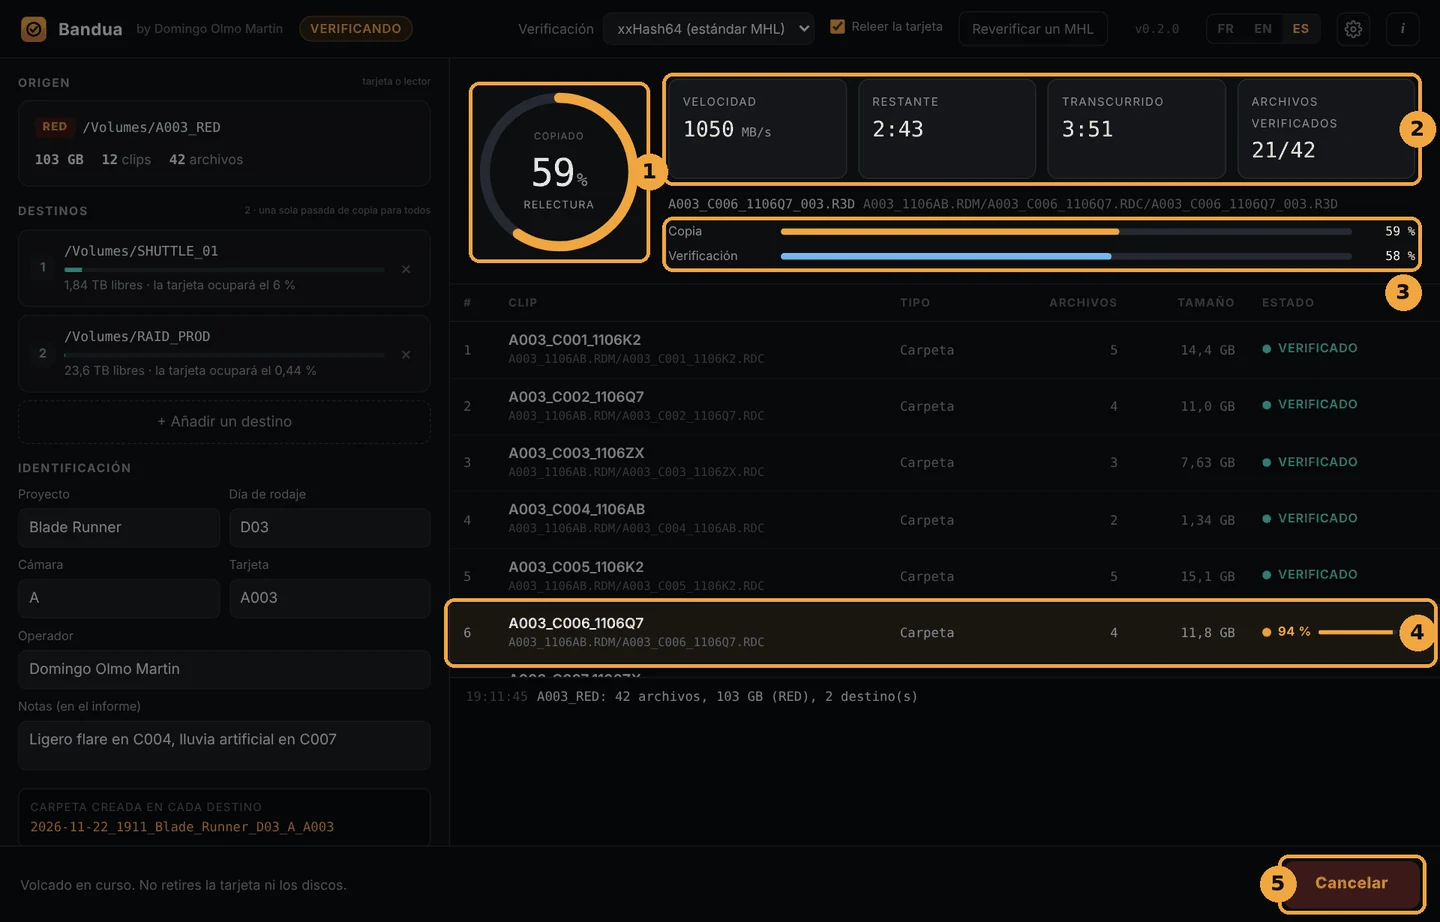 Bandua by Domingo Olmo Martin VERIFICANDO
Verificación xxHash64 (estándar MHL) Releer la tarjeta Reverificar un MHL v0.2.0 FR EN ES i
ORIGEN tarjeta o lector
RED /Volumes/A003_RED
103 GB 12 clips 42 archivos
DESTINOS 2 · una sola pasada de copia para todos
1 /Volumes/SHUTTLE_01
1,84 TB libres · la tarjeta ocupará el 6 %
2 /Volumes/RAID_PROD
23,6 TB libres · la tarjeta ocupará el 0,44 %
+ Añadir un destino
IDENTIFICACIÓN
Proyecto Día de rodaje
Blade Runner D03
Cámara Tarjeta
A A003
Operador
Domingo Olmo Martin
Notas (en el informe)
Ligero flare en C004, lluvia artificial en C007
CARPETA CREADA EN CADA DESTINO
2026-11-22_1911_Blade_Runner_D03_A_A003
COPIADO
59 %
RELECTURA
1
VELOCIDAD
1050 MB/s
RESTANTE
2:43
TRANSCURRIDO
3:51
ARCHIVOS
VERIFICADOS
21/42
2
A003_C006_1106Q7_003.R3D A003_1106AB.RDM/A003_C006_1106Q7.RDC/A003_C006_1106Q7_003.R3D
Copia 59 %
Verificación 58 %
3
# CLIP TIPO ARCHIVOS TAMAÑO ESTADO
1 A003_C001_1106K2 Carpeta 5 14,4 GB VERIFICADO
A003_1106AB.RDM/A003_C001_1106K2.RDC
2 A003_C002_1106Q7 Carpeta 4 11,0 GB VERIFICADO
A003_1106AB.RDM/A003_C002_1106Q7.RDC
3 A003_C003_1106ZX Carpeta 3 7,63 GB VERIFICADO
A003_1106AB.RDM/A003_C003_1106ZX.RDC
4 A003_C004_1106AB Carpeta 2 1,34 GB VERIFICADO
A003_1106AB.RDM/A003_C004_1106AB.RDC
5 A003_C005_1106K2 Carpeta 5 15,1 GB VERIFICADO
A003_1106AB.RDM/A003_C005_1106K2.RDC
6 A003_C006_1106Q7 Carpeta 4 11,8 GB 94 % 4
A003_1106AB.RDM/A003_C006_1106Q7.RDC
19:11:45 A003_RED: 42 archivos, 103 GB (RED), 2 destino(s)
Volcado en curso. No retires la tarjeta ni los discos.
5 Cancelar